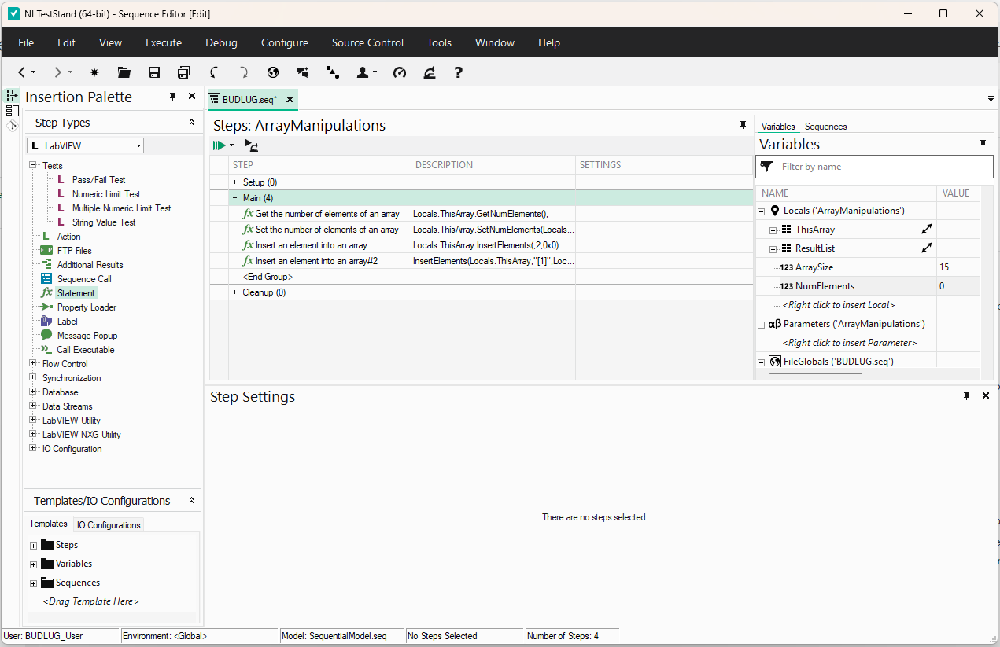 NI TestStand (64-bit) - Sequence Editor [Edit]
File Edit View Execute Debug Configure Source Control Tools Window Help
Insertion Palette
Step Types
L LabVIEW
Tests
L Pass/Fail Test
L Numeric Limit Test
L Multiple Numeric Limit Test
L String Value Test
L Action
FTP FTP Files
Additional Results
Sequence Call
fx Statement
Property Loader
Label
Message Popup
Call Executable
Flow Control
Synchronization
Database
Data Streams
LabVIEW Utility
LabVIEW NXG Utility
IO Configuration
Templates/IO Configurations
Templates IO Configurations
Steps
Variables
Sequences
<Drag Template Here>
BUDLUG.seq*
Steps: ArrayManipulations
STEP DESCRIPTION SETTINGS
+ Setup (0)
− Main (4)
fx Get the number of elements of an array Locals.ThisArray.GetNumElements(),
fx Set the number of elements of an array Locals.ThisArray.SetNumElements(Locals...
fx Insert an element into an array Locals.ThisArray.InsertElements(,2,0x0)
fx Insert an element into an array#2 InsertElements(Locals.ThisArray,"[1]",Loc...
<End Group>
+ Cleanup (0)
Variables Sequences
Variables
Filter by name
NAME VALUE
Locals ('ArrayManipulations')
ThisArray
ResultList
123 ArraySize 15
123 NumElements 0
<Right click to insert Local>
αβ Parameters ('ArrayManipulations')
<Right click to insert Parameter>
FileGlobals ('BUDLUG.seq')
Step Settings
There are no steps selected.
User: BUDLUG_User Environment: <Global> Model: SequentialModel.seq No Steps Selected Number of Steps: 4